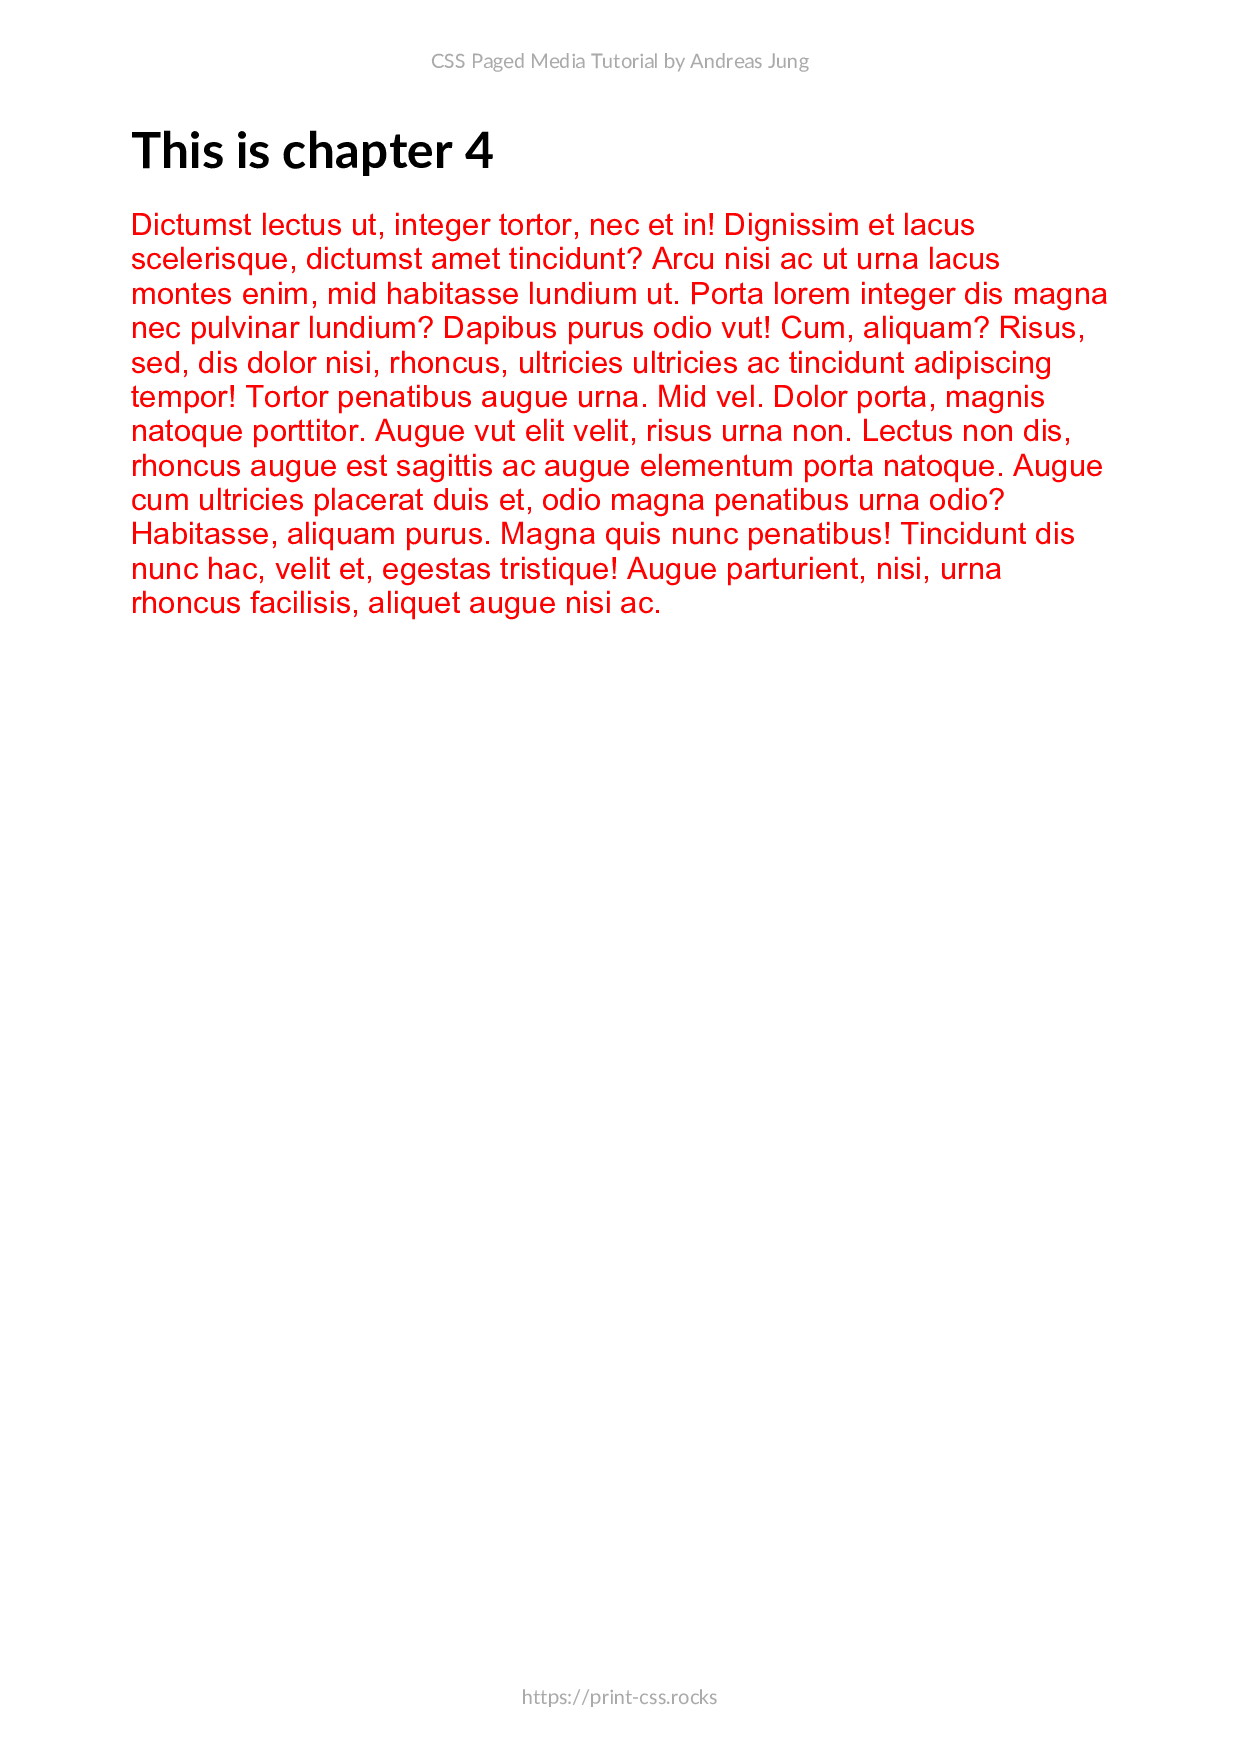 CSS Paged Media Tutorial by Andreas Jung
This is chapter 4
Dictumst lectus ut, integer tortor, nec et in! Dignissim et lacus
scelerisque, dictumst amet tincidunt? Arcu nisi ac ut urna lacus
montes enim, mid habitasse lundium ut. Porta lorem integer dis magna
nec pulvinar lundium? Dapibus purus odio vut! Cum, aliquam? Risus,
sed, dis dolor nisi, rhoncus, ultricies ultricies ac tincidunt adipiscing
tempor! Tortor penatibus augue urna. Mid vel. Dolor porta, magnis
natoque porttitor. Augue vut elit velit, risus urna non. Lectus non dis,
rhoncus augue est sagittis ac augue elementum porta natoque. Augue
cum ultricies placerat duis et, odio magna penatibus urna odio?
Habitasse, aliquam purus. Magna quis nunc penatibus! Tincidunt dis
nunc hac, velit et, egestas tristique! Augue parturient, nisi, urna
rhoncus facilisis, aliquet augue nisi ac.
https://print-css.rocks